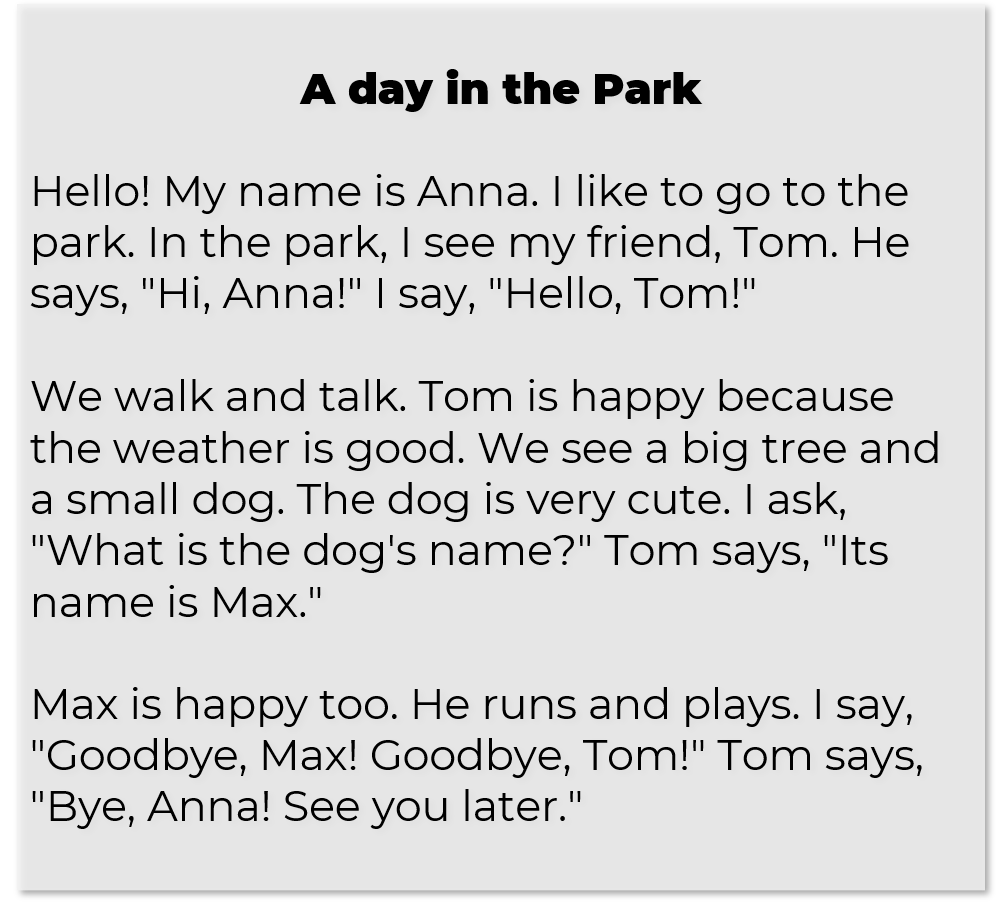 A day in the Park
Hello! My name is Anna. I like to go to the
park. In the park, I see my friend, Tom. He
says, "Hi, Anna!" I say, "Hello, Tom!"
We walk and talk. Tom is happy because
the weather is good. We see a big tree and
a small dog. The dog is very cute. I ask,
"What is the dog's name?" Tom says, "Its
name is Max."
Max is happy too. He runs and plays. I say,
"Goodbye, Max! Goodbye, Tom!" Tom says,
"Bye, Anna! See you later."